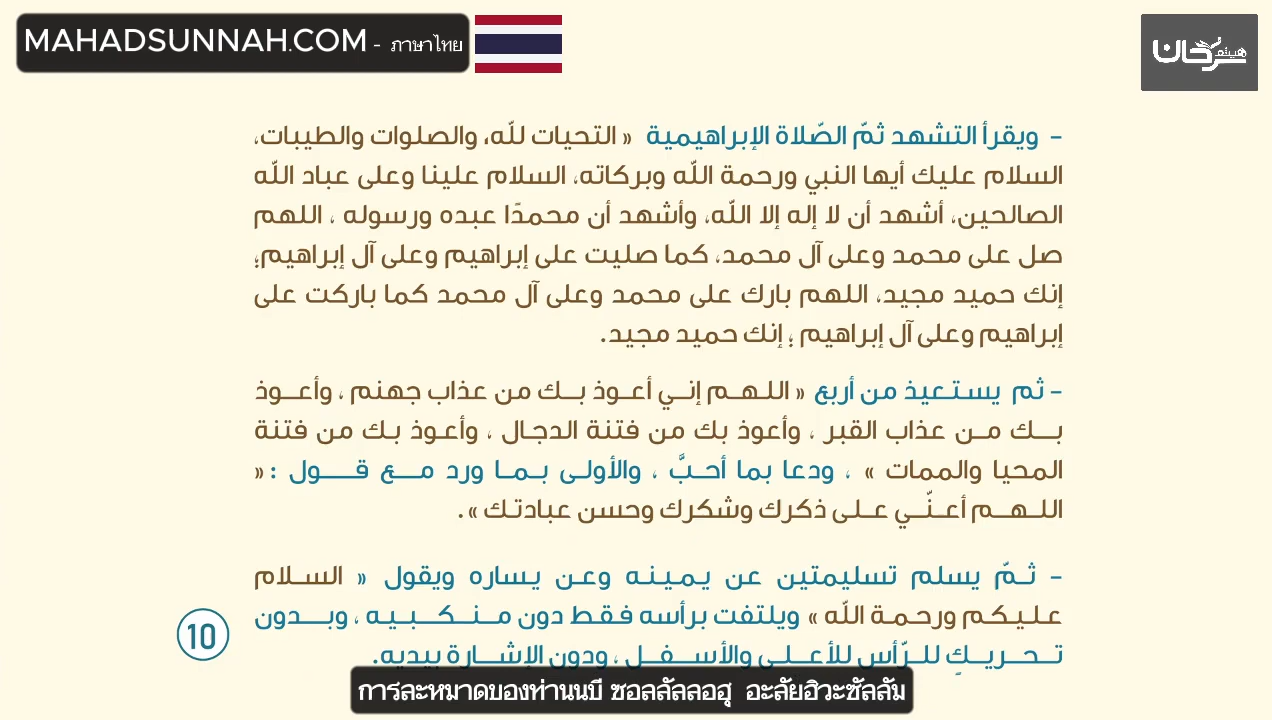 MAHADSUNNAH.COM - ภาษาไทย
هيثم سرحان
- ويقرأ التشهد ثمّ الصّلاة الإبراهيمية « التحيات للّه، والصلوات والطيبات،
السلام عليك أيها النبي ورحمة اللّه وبركاته، السلام علينا وعلى عباد اللّه
الصالحين، أشهد أن لا إله إلا اللّه، وأشهد أن محمدًا عبده ورسوله ، اللهم
صل على محمد وعلى آل محمد، كما صليت على إبراهيم وعلى آل إبراهيم؛
إنك حميد مجيد، اللهم بارك على محمد وعلى آل محمد كما باركت على
إبراهيم وعلى آل إبراهيم ؛ إنك حميد مجيد.
- ثم يستعيذ من أربع « اللهم إني أعوذ بك من عذاب جهنم ، وأعوذ
بك من عذاب القبر ، وأعوذ بك من فتنة الدجال ، وأعوذ بك من فتنة
المحيا والممات » ، ودعا بما أحبَّ ، والأولى بما ورد مع قول : «
اللهم أعنّي على ذكرك وشكرك وحسن عبادتك » .
- ثمّ يسلم تسليمتين عن يمينه وعن يساره ويقول « السلام
عليكم ورحمة اللّه » ويلتفت برأسه فقط دون منكبيه ، وبدون
تحريكٍ للرّأس للأعلى والأسفل ، ودون الإشارة بيديه.
10
การละหมาดของท่านนบี ซอลลัลลอฮุ อะลัยฮิวะซัลลัม